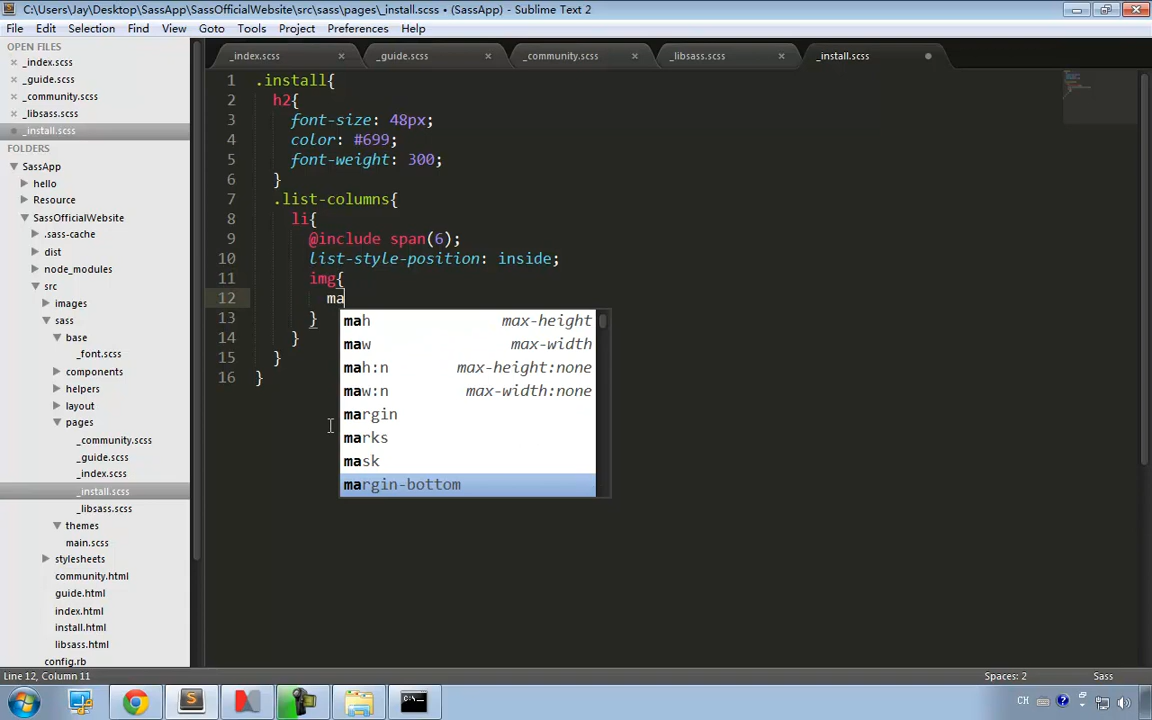 C:\Users\Jay\Desktop\SassApp\SassOfficialWebsite\src\sass\pages\_install.scss • (SassApp) - Sublime Text 2
File Edit Selection Find View Goto Tools Project Preferences Help
OPEN FILES
_index.scss
_guide.scss
_community.scss
_libsass.scss
_install.scss
FOLDERS
SassApp
hello
Resource
SassOfficialWebsite
.sass-cache
dist
node_modules
src
images
sass
base
_font.scss
components
helpers
layout
pages
_community.scss
_guide.scss
_index.scss
_install.scss
_libsass.scss
themes
main.scss
stylesheets
community.html
guide.html
index.html
install.html
libsass.html
config.rb
_index.scss _guide.scss _community.scss _libsass.scss _install.scss
1 .install{
2 h2{
3 font-size: 48px;
4 color: #699;
5 font-weight: 300;
6 }
7 .list-columns{
8 li{
9 @include span(6);
10 list-style-position: inside;
11 img{
12 ma
13 }
14 }
15 }
16 }
mah max-height
maw max-width
mah:n max-height:none
maw:n max-width:none
margin
marks
mask
margin-bottom
Line 12, Column 11 Spaces: 2 Sass
CH